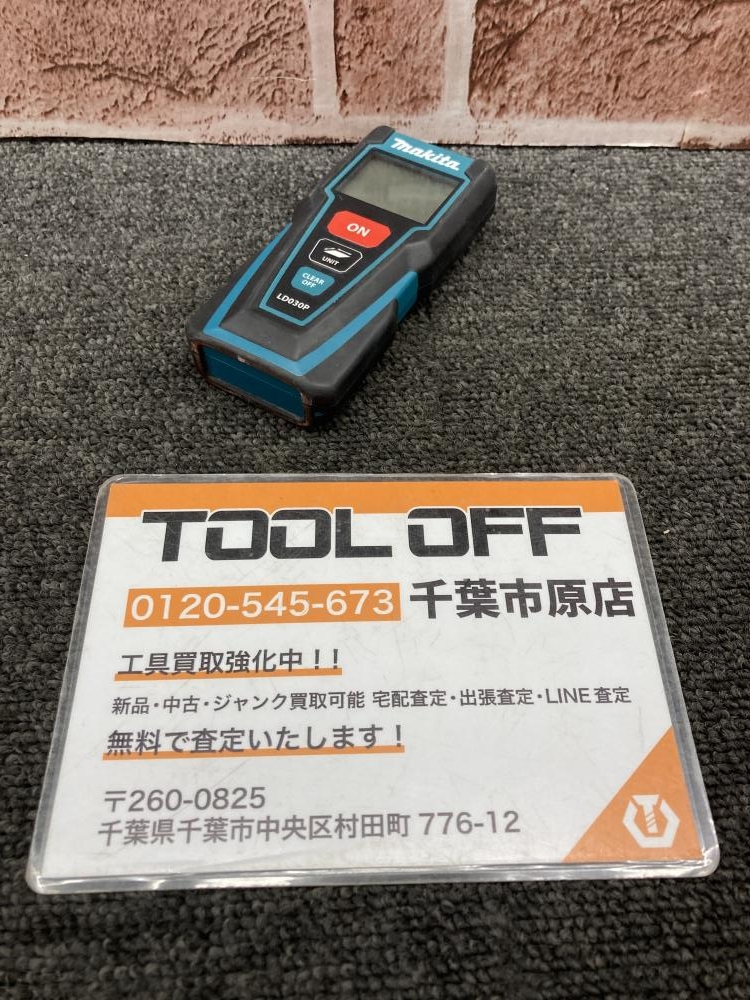 makita
ON
UNIT
CLEAR
OFF
LD030P
TOOL OFF
0120-545-673 千葉市原店
工具買取強化中！！
新品・中古・ジャンク買取可能 宅配査定・出張査定・LINE査定
無料で査定いたします！
〒260-0825
千葉県千葉市中央区村田町 776-12